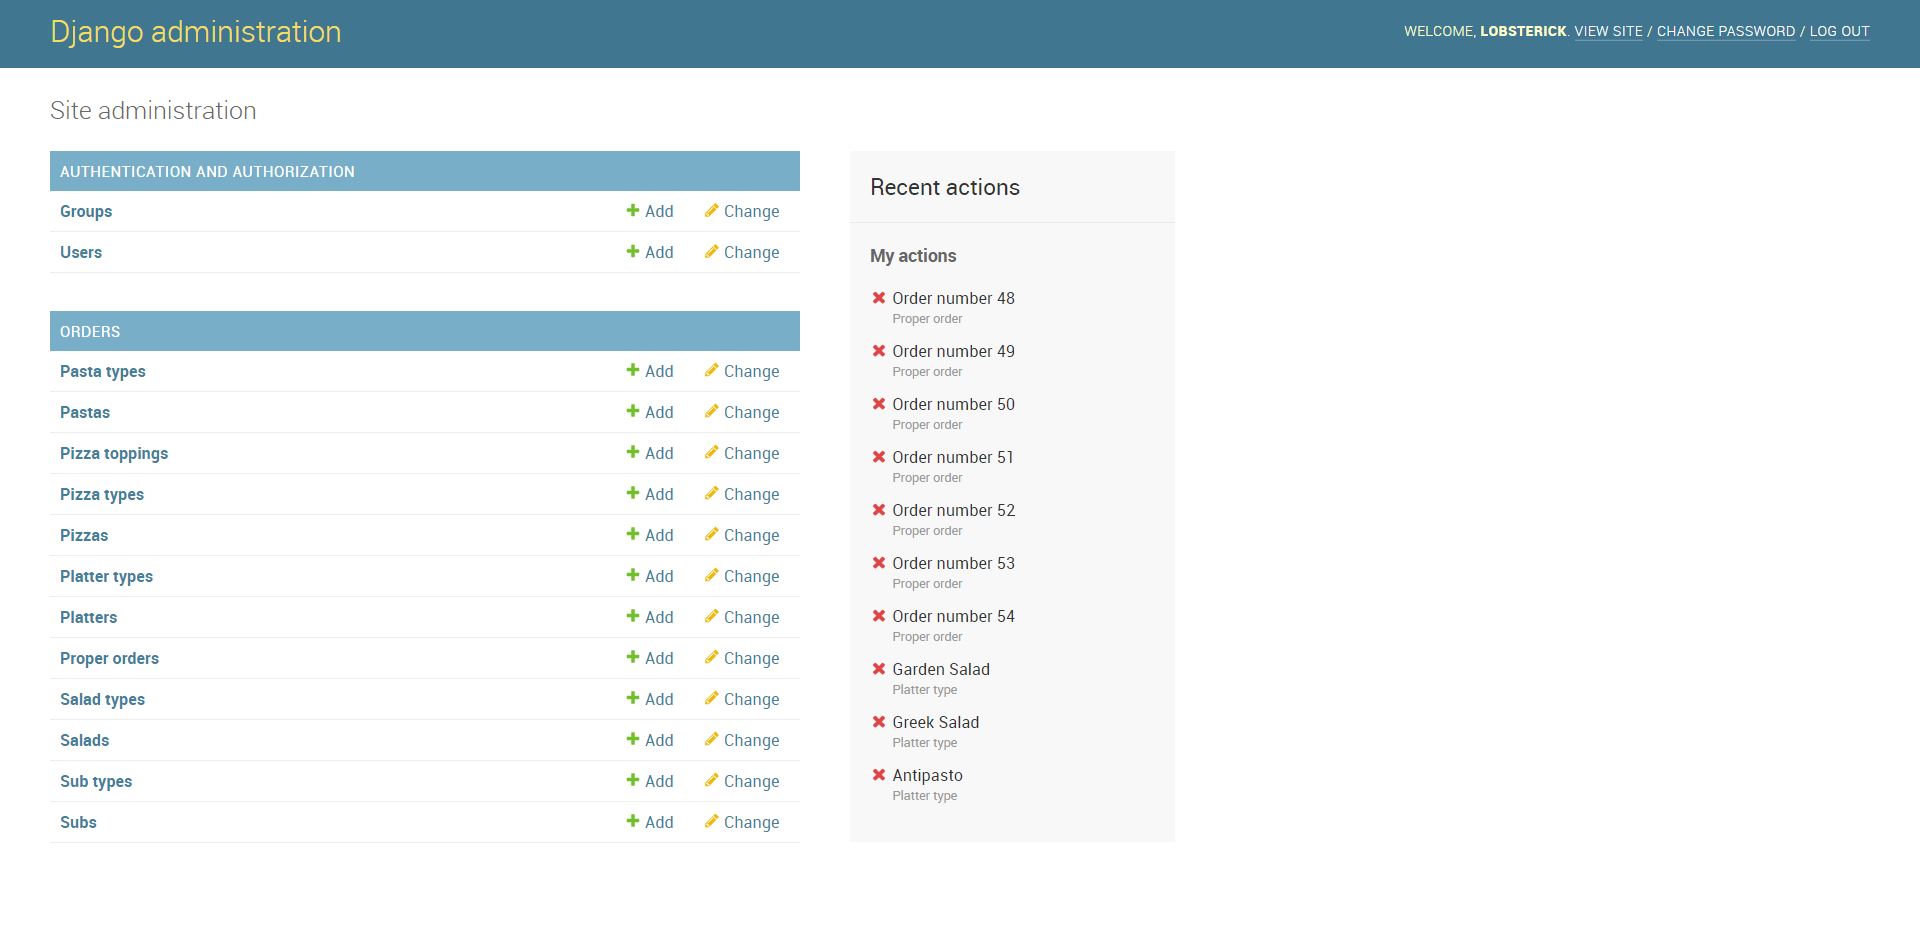 Django administration
WELCOME, LOBSTERICK. VIEW SITE / CHANGE PASSWORD / LOG OUT
Site administration
AUTHENTICATION AND AUTHORIZATION
Groups Add Change
Users Add Change
ORDERS
Pasta types Add Change
Pastas Add Change
Pizza toppings Add Change
Pizza types Add Change
Pizzas Add Change
Platter types Add Change
Platters Add Change
Proper orders Add Change
Salad types Add Change
Salads Add Change
Sub types Add Change
Subs Add Change
Recent actions
My actions
Order number 48
Proper order
Order number 49
Proper order
Order number 50
Proper order
Order number 51
Proper order
Order number 52
Proper order
Order number 53
Proper order
Order number 54
Proper order
Garden Salad
Platter type
Greek Salad
Platter type
Antipasto
Platter type